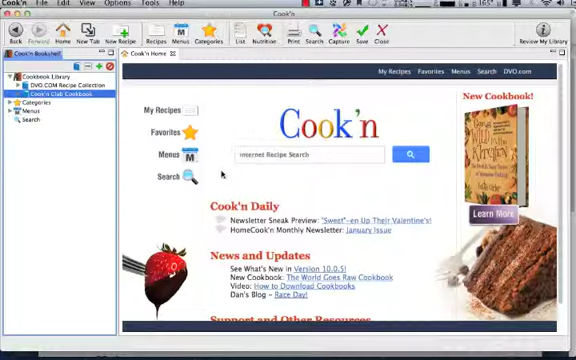 Edit View Options Tools Help
165°
Cook'n
Back Forward Home New Tab New Recipe Recipes Menus Categories List Nutrition Print Search Capture Save Close Review My Library
Cook'n Bookshelf
Cook'n Home
Cookbook Library
DVO.COM Recipe Collection
Cook'n Club Cookbook
Categories
Menus
Search
My Recipes Favorites Menus Search DVO.com
My Recipes
Favorites
Menus
Search
Cook'n
Internet Recipe Search
New Cookbook!
Learn More
Cook'n Daily
Newsletter Sneak Preview: "Sweet"-en Up Their Valentine's!
HomeCook'n Monthly Newsletter: January Issue
News and Updates
See What's New in Version 10.0.5!
New Cookbook: The World Goes Raw Cookbook
Video: How to Download Cookbooks
Dan's Blog - Race Day!
Support and Other Resources